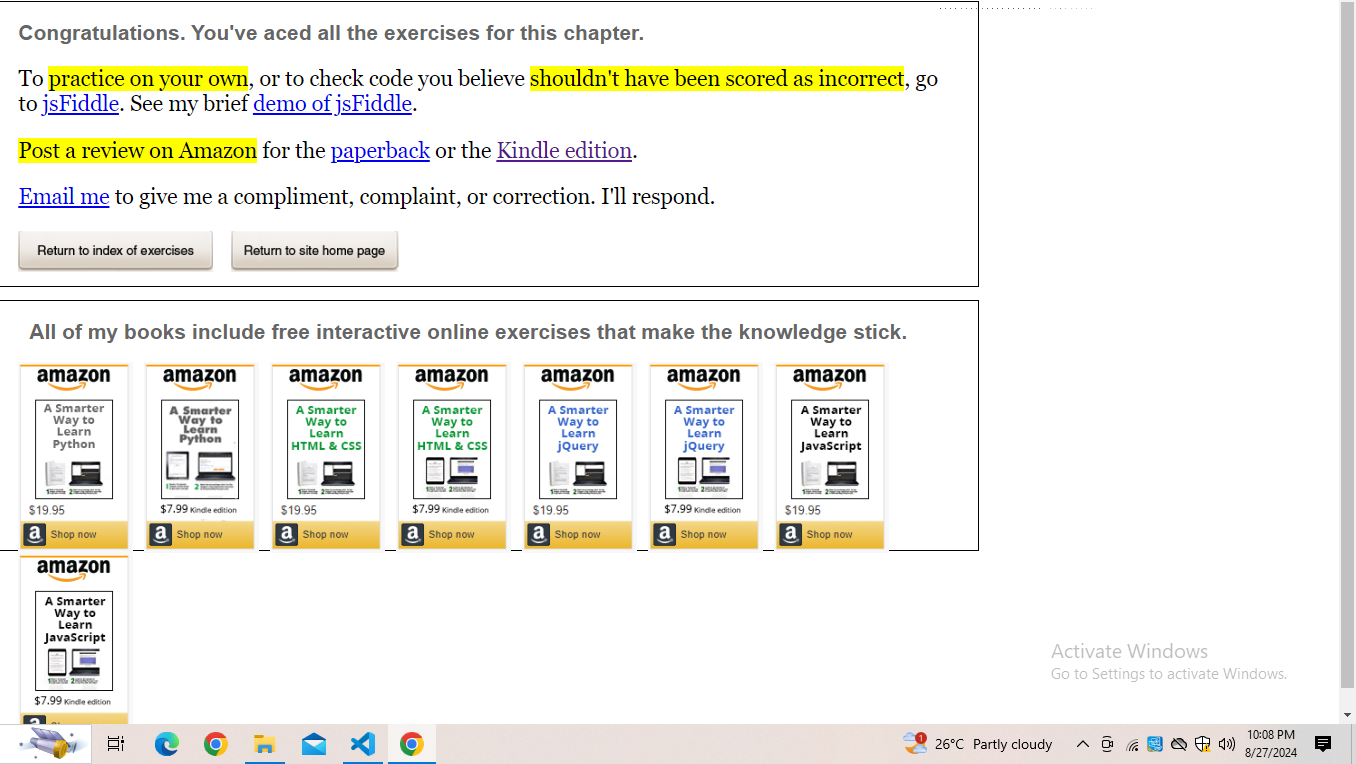 Congratulations. You've aced all the exercises for this chapter.
To practice on your own, or to check code you believe shouldn't have been scored as incorrect, go
to jsFiddle. See my brief demo of jsFiddle.
Post a review on Amazon for the paperback or the Kindle edition.
Email me to give me a compliment, complaint, or correction. I'll respond.
Return to index of exercises
Return to site home page
All of my books include free interactive online exercises that make the knowledge stick.
amazon
A Smarter
Way to
Learn
Python
$19.95
a Shop now
amazon
A Smarter
Way to
Learn
Python
$7.99 Kindle edition
a Shop now
amazon
A Smarter
Way to
Learn
HTML & CSS
$19.95
a Shop now
amazon
A Smarter
Way to
Learn
HTML & CSS
$7.99 Kindle edition
a Shop now
amazon
A Smarter
Way to
Learn
jQuery
$19.95
a Shop now
amazon
A Smarter
Way to
Learn
jQuery
$7.99 Kindle edition
a Shop now
amazon
A Smarter
Way to
Learn
JavaScript
$19.95
a Shop now
amazon
A Smarter
Way to
Learn
JavaScript
$7.99 Kindle edition
Activate Windows
Go to Settings to activate Windows.
1
26°C Partly cloudy
10:08 PM
8/27/2024